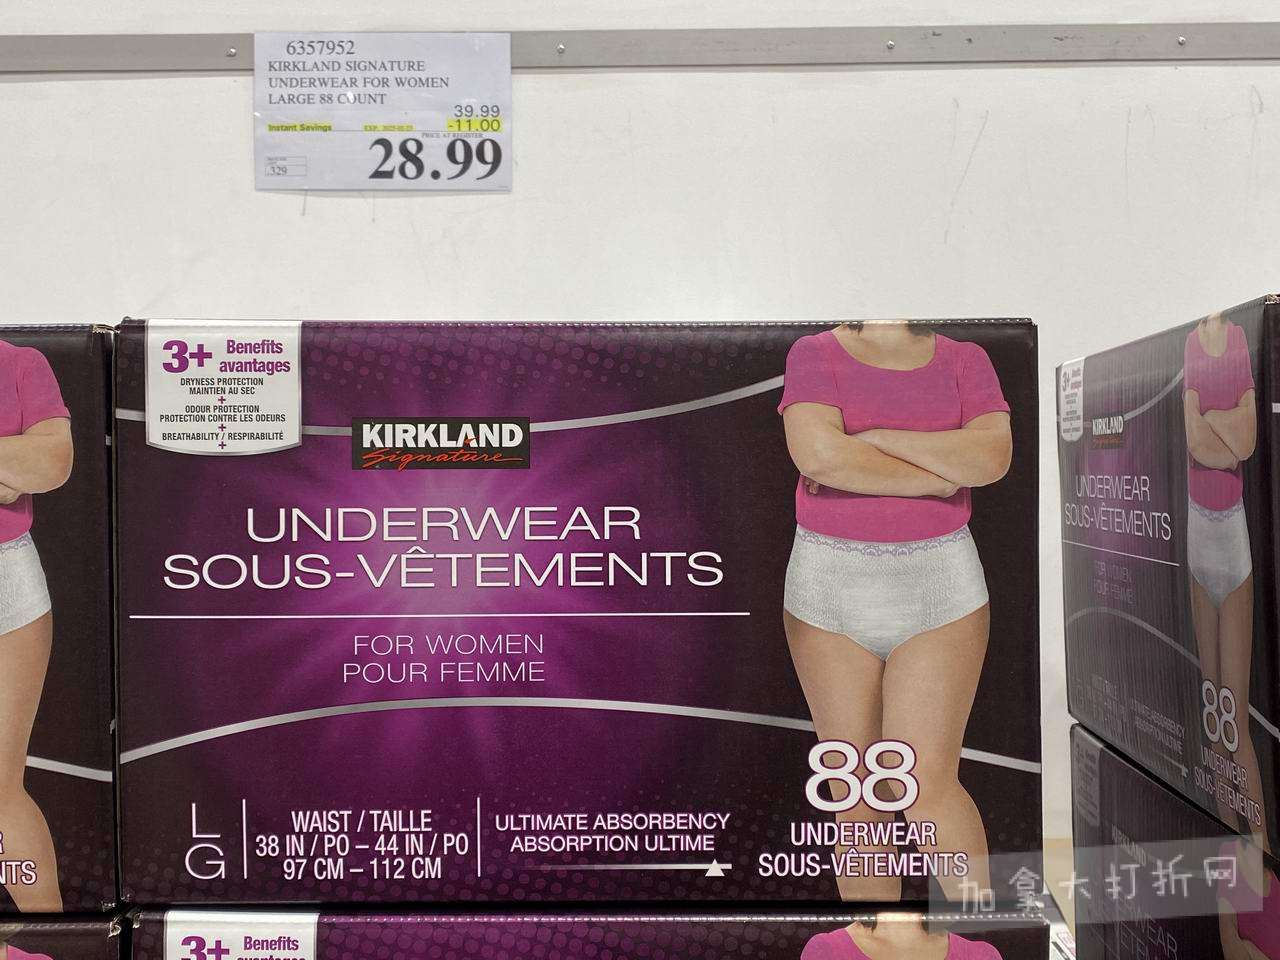 6357952
KIRKLAND SIGNATURE
UNDERWEAR FOR WOMEN
LARGE 88 COUNT
39.99
Instant Savings
-11.00
PRICE AT REGISTER
28.99
.329
3+ Benefits
avantages
DRYNESS PROTECTION
MAINTIEN AU SEC
+
ODOUR PROTECTION
PROTECTION CONTRE LES ODEURS
+
BREATHABILITY / RESPIRABILITÉ
+
KIRKLAND
Signature
UNDERWEAR
SOUS-VÊTEMENTS
FOR WOMEN
POUR FEMME
L
G
WAIST / TAILLE
38 IN / PO – 44 IN / PO
97 CM – 112 CM
ULTIMATE ABSORBENCY
ABSORPTION ULTIME
88
UNDERWEAR
SOUS-VÊTEMENTS
KIRKLAND
Signature
UNDERWEAR
SOUS-VÊTEMENTS
FOR WOMEN
POUR FEMME
88
UNDERWEAR
SOUS-VÊTEMENTS
3+ Benefits
加拿大打折网